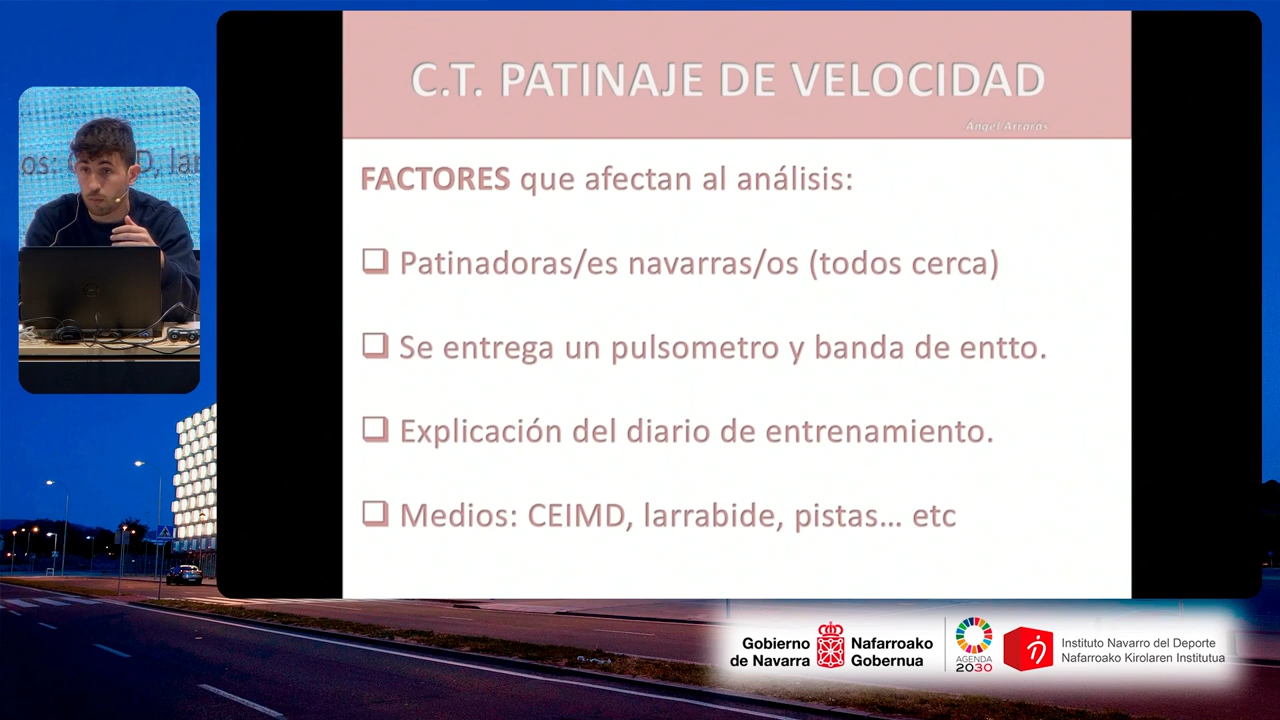 C.T. PATINAJE DE VELOCIDAD
Ángel Arrarás
FACTORES que afectan al análisis:
❑ Patinadoras/es navarras/os (todos cerca)
❑ Se entrega un pulsometro y banda de entto.
❑ Explicación del diario de entrenamiento.
❑ Medios: CEIMD, larrabide, pistas... etc
os: C D, lar
Gobierno de Navarra
Nafarroako Gobernua
AGENDA
2030
Instituto Navarro del Deporte
Nafarroako Kirolaren Institutua